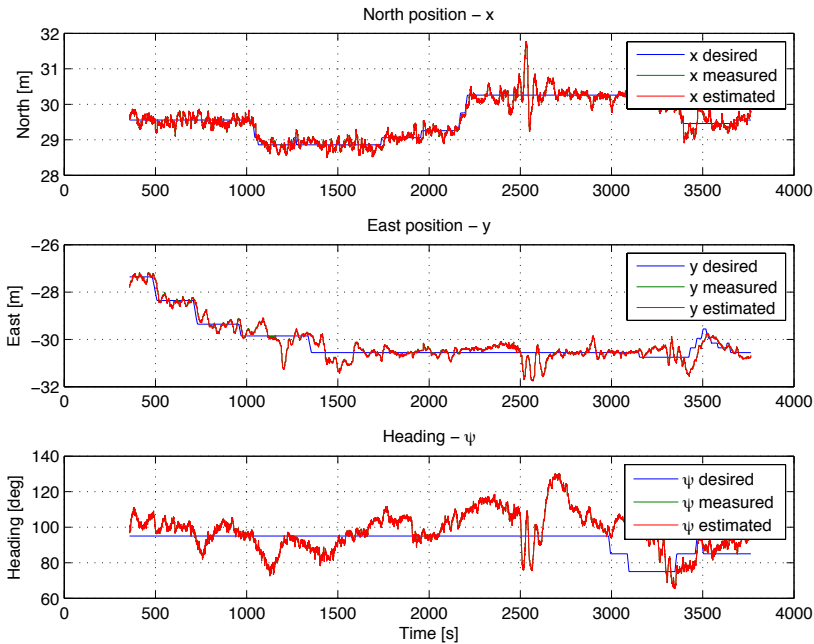 North position − x
North [m]
32
31
30
29
28
x desired
x measured
x estimated
0 500 1000 1500 2000 2500 3000 3500 4000
East position − y
East [m]
−26
−28
−30
−32
y desired
y measured
y estimated
0 500 1000 1500 2000 2500 3000 3500 4000
Heading − ψ
Heading [deg]
140
120
100
80
60
ψ desired
ψ measured
ψ estimated
0 500 1000 1500 2000 2500 3000 3500 4000
Time [s]